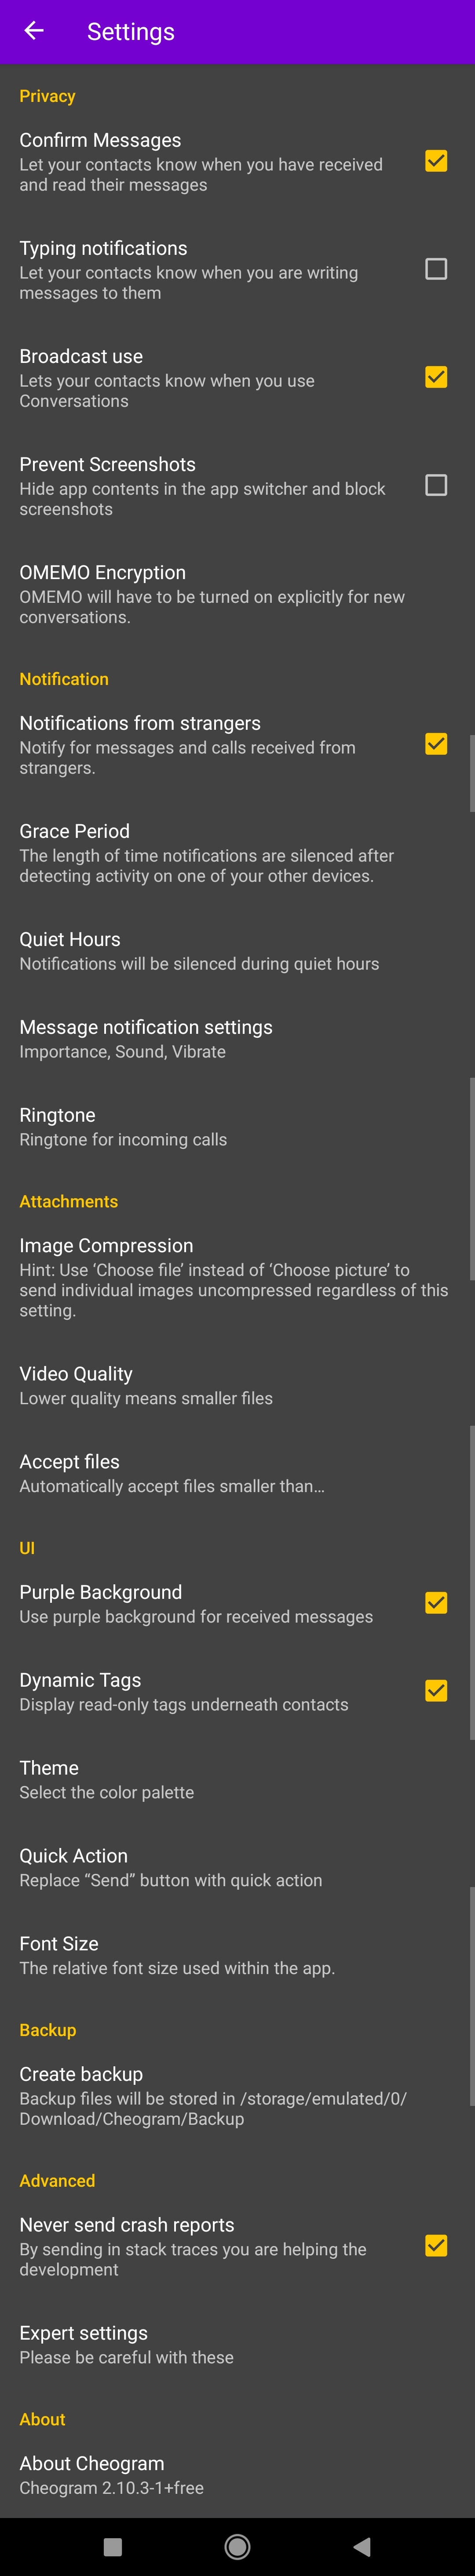 Settings
Privacy
Confirm Messages
Let your contacts know when you have received
and read their messages
Typing notifications
Let your contacts know when you are writing
messages to them
Broadcast use
Lets your contacts know when you use
Conversations
Prevent Screenshots
Hide app contents in the app switcher and block
screenshots
OMEMO Encryption
OMEMO will have to be turned on explicitly for new
conversations.
Notification
Notifications from strangers
Notify for messages and calls received from
strangers.
Grace Period
The length of time notifications are silenced after
detecting activity on one of your other devices.
Quiet Hours
Notifications will be silenced during quiet hours
Message notification settings
Importance, Sound, Vibrate
Ringtone
Ringtone for incoming calls
Attachments
Image Compression
Hint: Use ‘Choose file’ instead of ‘Choose picture’ to
send individual images uncompressed regardless of this
setting.
Video Quality
Lower quality means smaller files
Accept files
Automatically accept files smaller than…
UI
Purple Background
Use purple background for received messages
Dynamic Tags
Display read-only tags underneath contacts
Theme
Select the color palette
Quick Action
Replace “Send” button with quick action
Font Size
The relative font size used within the app.
Backup
Create backup
Backup files will be stored in /storage/emulated/0/
Download/Cheogram/Backup
Advanced
Never send crash reports
By sending in stack traces you are helping the
development
Expert settings
Please be careful with these
About
About Cheogram
Cheogram 2.10.3-1+free